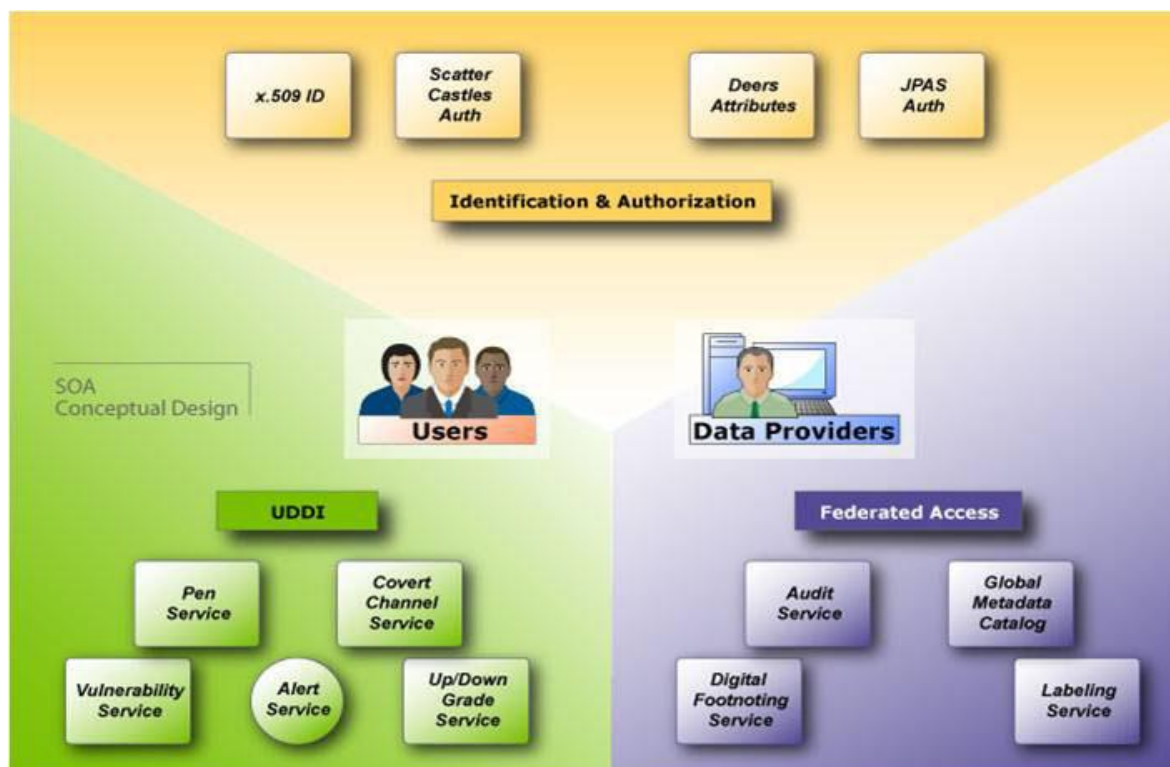 x.509 ID
Scatter
Castles
Auth
Deers
Attributes
JPAS
Auth
Identification & Authorization
SOA
Conceptual Design
Users
Data Providers
UDDI
Federated Access
Pen
Service
Covert
Channel
Service
Audit
Service
Global
Metadata
Catalog
Vulnerability
Service
Alert
Service
Up/Down
Grade
Service
Digital
Footnoting
Service
Labeling
Service